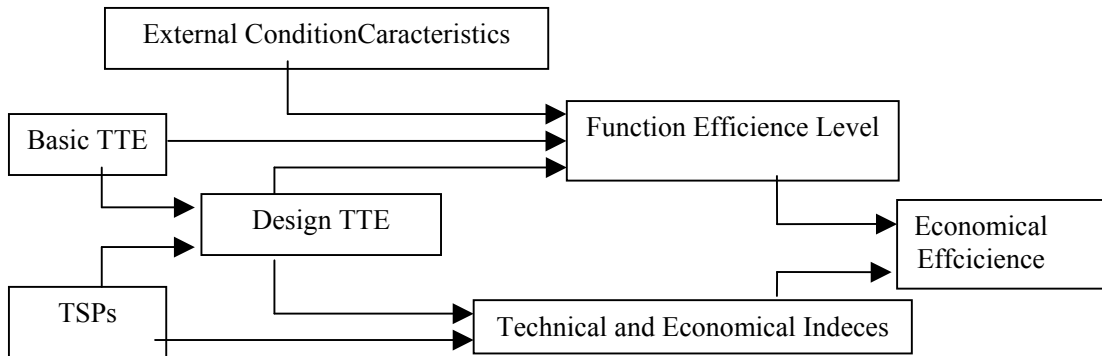 External ConditionCaracteristics
Function Efficience Level
Basic TTE
Design TTE
Economical
Effcicience
TSPs
Technical and Economical Indeces